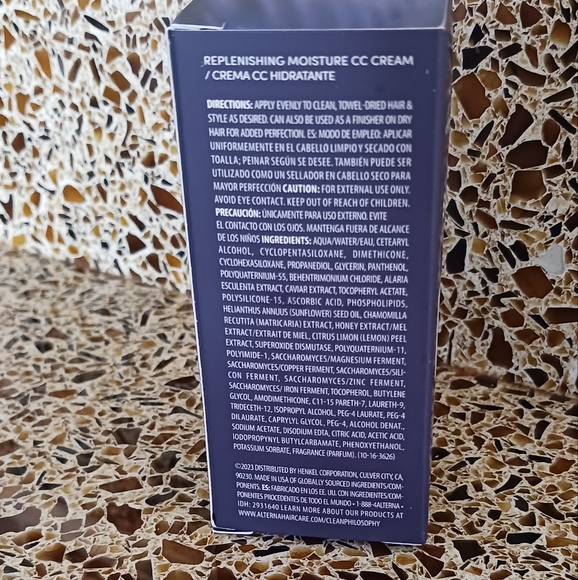 REPLENISHING MOISTURE CC CREAM
/ CREMA CC HIDRATANTE
DIRECTIONS: APPLY EVENLY TO CLEAN, TOWEL-DRIED HAIR &
STYLE AS DESIRED. CAN ALSO BE USED AS A FINISHER ON DRY
HAIR FOR ADDED PERFECTION. ES: MODO DE EMPLEO: APLICAR
UNIFORMEMENTE EN EL CABELLO LIMPIO Y SECADO CON
TOALLA; PEINAR SEGÚN SE DESEE. TAMBIÉN PUEDE SER
UTILIZADO COMO UN SELLADOR EN CABELLO SECO PARA
MAYOR PERFECCIÓN CAUTION: FOR EXTERNAL USE ONLY.
AVOID EYE CONTACT. KEEP OUT OF REACH OF CHILDREN.
PRECAUCIÓN: ÚNICAMENTE PARA USO EXTERNO. EVITE
EL CONTACTO CON LOS OJOS. MANTENGA FUERA DE ALCANCE
DE LOS NIÑOS INGREDIENTS: AQUA/WATER/EAU, CETEARYL
ALCOHOL, CYCLOPENTASILOXANE, DIMETHICONE,
CYCLOHEXASILOXANE, PROPANEDIOL, GLYCERIN, PANTHENOL,
POLYQUATERNIUM-55, BEHENTRIMONIUM CHLORIDE, ALARIA
ESCULENTA EXTRACT, CAVIAR EXTRACT, TOCOPHERYL ACETATE,
POLYSILICONE-15, ASCORBIC ACID, PHOSPHOLIPIDS,
HELIANTHUS ANNUUS (SUNFLOWER) SEED OIL, CHAMOMILLA
RECUTITA (MATRICARIA) EXTRACT, HONEY EXTRACT/MEL
EXTRACT/EXTRAIT DE MIEL, CITRUS LIMON (LEMON) PEEL
EXTRACT, SUPEROXIDE DISMUTASE, POLYQUATERNIUM-11,
POLYIMIDE-1, SACCHAROMYCES/MAGNESIUM FERMENT,
SACCHAROMYCES/COPPER FERMENT, SACCHAROMYCES/SILI-
CON FERMENT, SACCHAROMYCES/ZINC FERMENT,
SACCHAROMYCES/ IRON FERMENT, TOCOPHEROL, BUTYLENE
GLYCOL, AMODIMETHICONE, C11-15 PARETH-7, LAURETH-9,
TRIDECETH-12, ISOPROPYL ALCOHOL, PEG-4 LAURATE, PEG-4
DILAURATE, CAPRYLYL GLYCOL, PEG-4, ALCOHOL DENAT.,
SODIUM ACETATE, DISODIUM EDTA, CITRIC ACID, ACETIC ACID,
IODOPROPYNYL BUTYLCARBAMATE, PHENOXYETHANOL,
POTASSIUM SORBATE, FRAGRANCE (PARFUM). (10-16-3626)
©2023 DISTRIBUTED BY HENKEL CORPORATION, CULVER CITY, CA,
90230. MADE IN USA OF GLOBALLY SOURCED INGREDIENTS/COM-
PONENTS. ES: FABRICADO EN LOS EE. UU. CON INGREDIENTES/COM-
PONENTES PROCEDENTES DE TODO EL MUNDO • 1-888-4ALTERNA •
IDH: 2931640 LEARN MORE ABOUT OUR PRODUCTS AT
WWW.ALTERNAHAIRCARE.COM/CLEANPHILOSOPHY